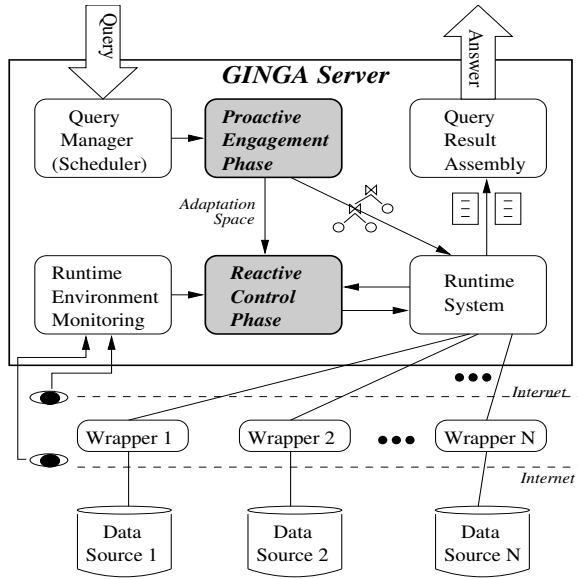 Query
Answer
GINGA Server
Query
Manager
(Scheduler)
Proactive
Engagement
Phase
Query
Result
Assembly
Adaptation
Space
Runtime
Environment
Monitoring
Reactive
Control
Phase
Runtime
System
Internet
Wrapper 1
Wrapper 2
Wrapper N
Internet
Data
Source 1
Data
Source 2
Data
Source N